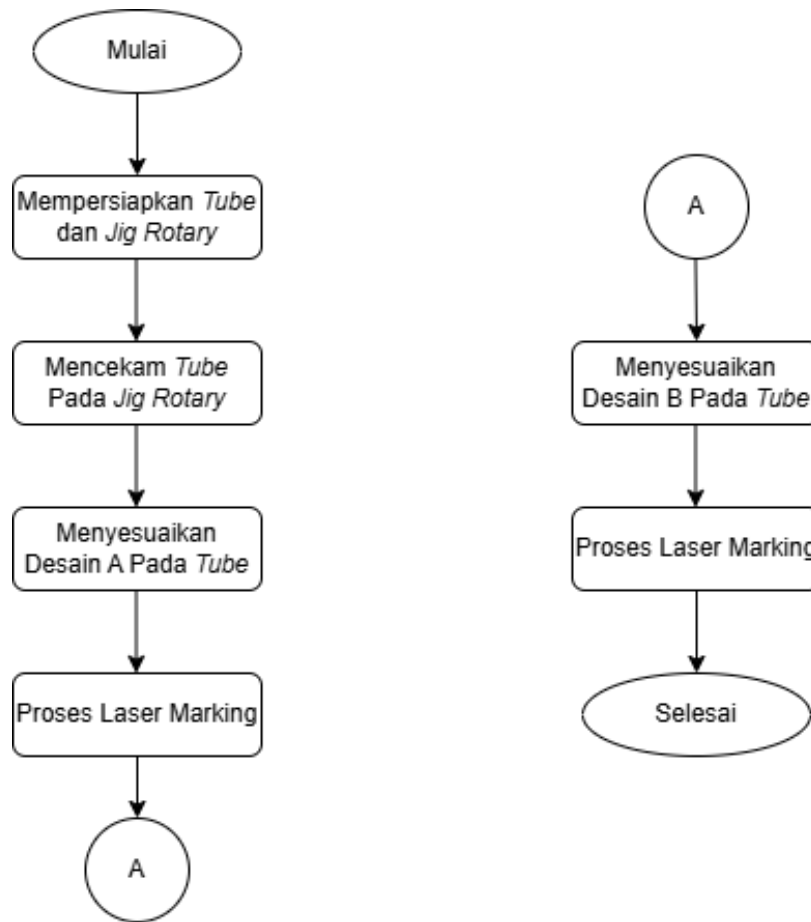 Mulai
Mempersiapkan Tube
dan Jig Rotary
Mencekam Tube
Pada Jig Rotary
Menyesuaikan
Desain A Pada Tube
Proses Laser Marking
A
A
Menyesuaikan
Desain B Pada Tube
Proses Laser Marking
Selesai